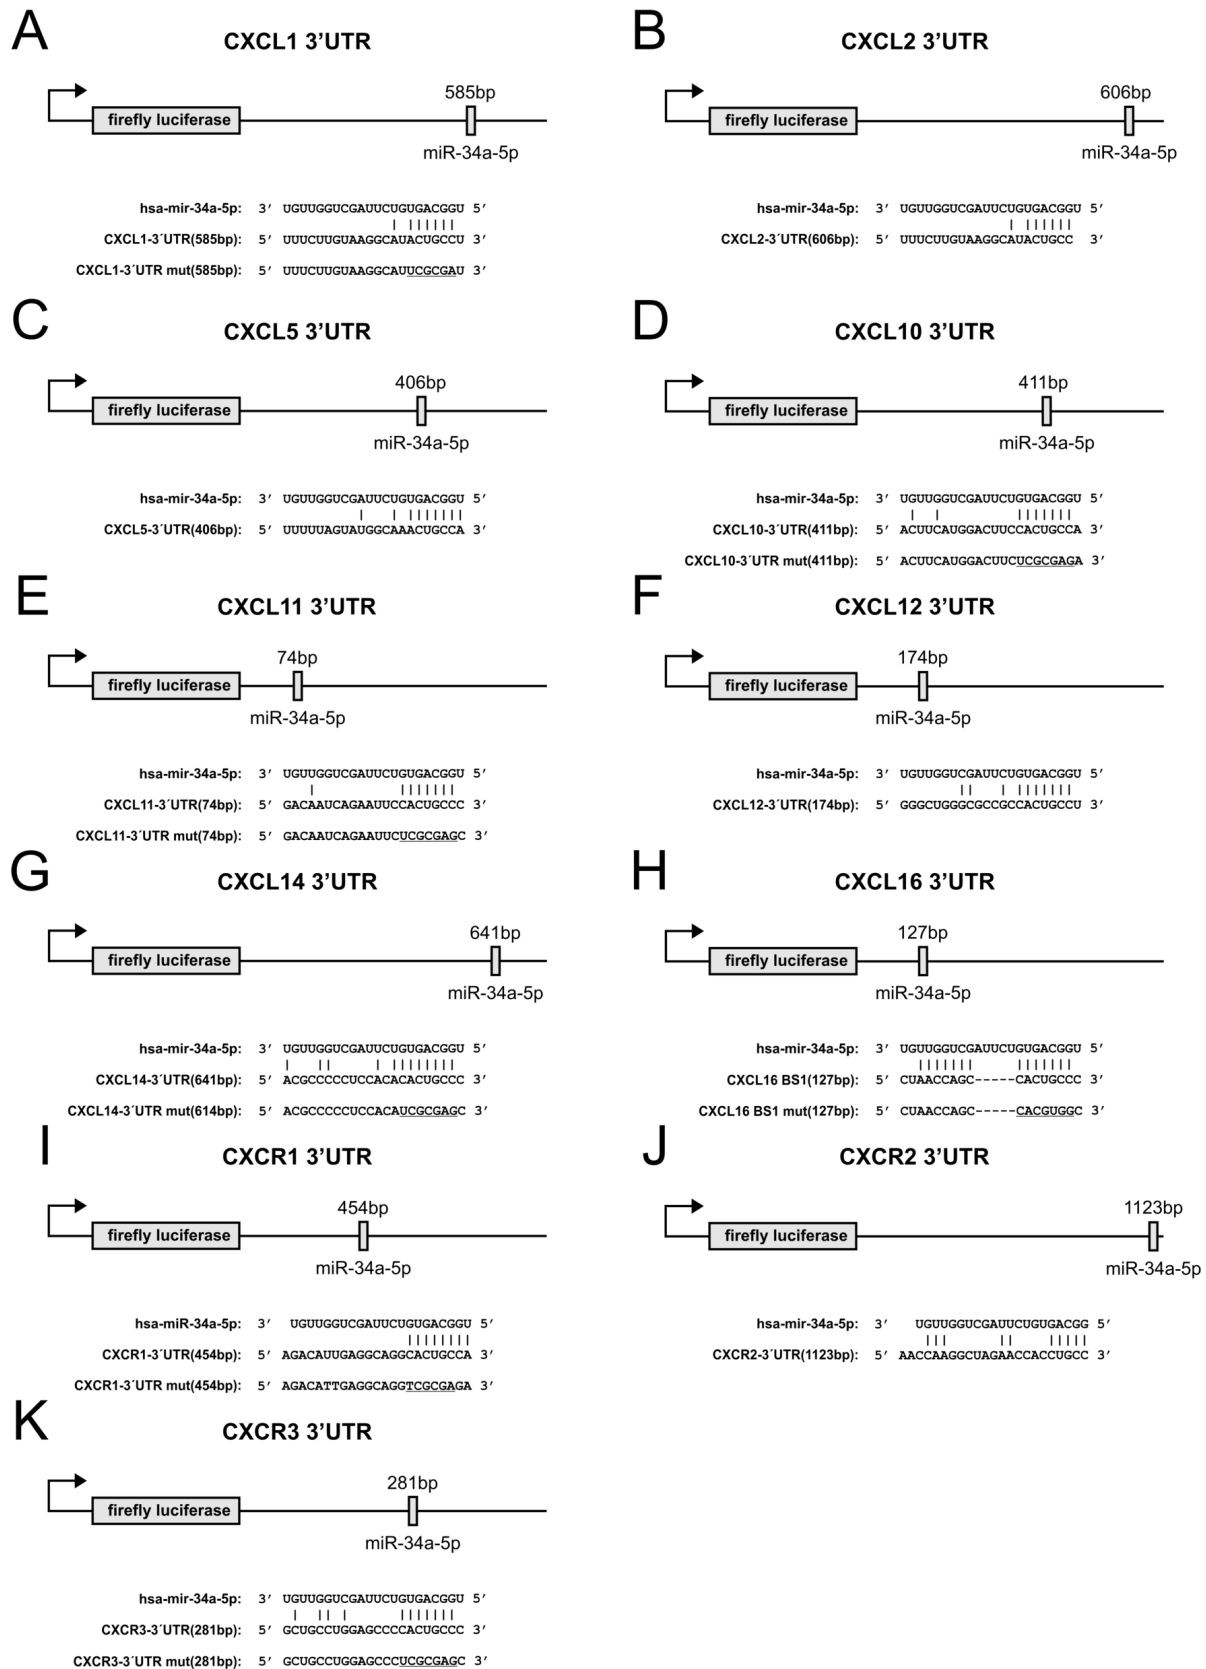 A
CXCL1 3’UTR
585bp
firefly luciferase
miR-34a-5p
hsa-mir-34a-5p: 3′ UGUUGGUCGAUUCUGUGACGGU 5′
CXCL1-3´UTR(585bp): 5′ UUUCUUGUAAGGCAUACUGCCU 3′
CXCL1-3´UTR mut(585bp): 5′ UUUCUUGUAAGGCAUUCGCGAU 3′
B
CXCL2 3’UTR
606bp
firefly luciferase
miR-34a-5p
hsa-mir-34a-5p: 3′ UGUUGGUCGAUUCUGUGACGGU 5′
CXCL2-3´UTR(606bp): 5′ UUUCUUGUAAGGCAUACUGCC 3′
C
CXCL5 3’UTR
406bp
firefly luciferase
miR-34a-5p
hsa-mir-34a-5p: 3′ UGUUGGUCGAUUCUGUGACGGU 5′
CXCL5-3´UTR(406bp): 5′ UUUUUAGUAUGGCAAACUGCCA 3′
D
CXCL10 3’UTR
411bp
firefly luciferase
miR-34a-5p
hsa-mir-34a-5p: 3′ UGUUGGUCGAUUCUGUGACGGU 5′
CXCL10-3´UTR(411bp): 5′ ACUUCAUGGACUUCCACUGCCA 3′
CXCL10-3´UTR mut(411bp): 5′ ACUUCAUGGACUUCUCGCGAGA 3′
E
CXCL11 3’UTR
74bp
firefly luciferase
miR-34a-5p
hsa-mir-34a-5p: 3′ UGUUGGUCGAUUCUGUGACGGU 5′
CXCL11-3´UTR(74bp): 5′ GACAAUCAGAAUUCCACUGCCC 3′
CXCL11-3´UTR mut(74bp): 5′ GACAAUCAGAAUUCUCGCGAGC 3′
F
CXCL12 3’UTR
174bp
firefly luciferase
miR-34a-5p
hsa-mir-34a-5p: 3′ UGUUGGUCGAUUCUGUGACGGU 5′
CXCL12-3´UTR(174bp): 5′ GGGCUGGGCGCCGCCACUGCCU 3′
G
CXCL14 3’UTR
641bp
firefly luciferase
miR-34a-5p
hsa-mir-34a-5p: 3′ UGUUGGUCGAUUCUGUGACGGU 5′
CXCL14-3´UTR(641bp): 5′ ACGCCCCCUCCACACACUGCCC 3′
CXCL14-3´UTR mut(614bp): 5′ ACGCCCCCUCCACAUCGCGAGC 3′
H
CXCL16 3’UTR
127bp
firefly luciferase
miR-34a-5p
hsa-mir-34a-5p: 3′ UGUUGGUCGAUUCUGUGACGGU 5′
CXCL16 BS1(127bp): 5′ CUAACCAGC-----CACUGCCC 3′
CXCL16 BS1 mut(127bp): 5′ CUAACCAGC-----CACGUGGC 3′
I
CXCR1 3’UTR
454bp
firefly luciferase
miR-34a-5p
hsa-miR-34a-5p: 3′ UGUUGGUCGAUUCUGUGACGGU 5′
CXCR1-3´UTR(454bp): 5′ AGACAUUGAGGCAGGCACUGCCA 3′
CXCR1-3´UTR mut(454bp): 5′ AGACATTGAGGCAGGTCGCGAGA 3′
J
CXCR2 3’UTR
1123bp
firefly luciferase
miR-34a-5p
hsa-mir-34a-5p: 3′ UGUUGGUCGAUUCUGUGACGG 5′
CXCR2-3´UTR(1123bp): 5′ AACCAAGGCUAGAACCACCUGCC 3′
K
CXCR3 3’UTR
281bp
firefly luciferase
miR-34a-5p
hsa-mir-34a-5p: 3′ UGUUGGUCGAUUCUGUGACGGU 5′
CXCR3-3´UTR(281bp): 5′ GCUGCCUGGAGCCCCACUGCCC 3′
CXCR3-3´UTR mut(281bp): 5′ GCUGCCUGGAGCCCUCGCGAGC 3′